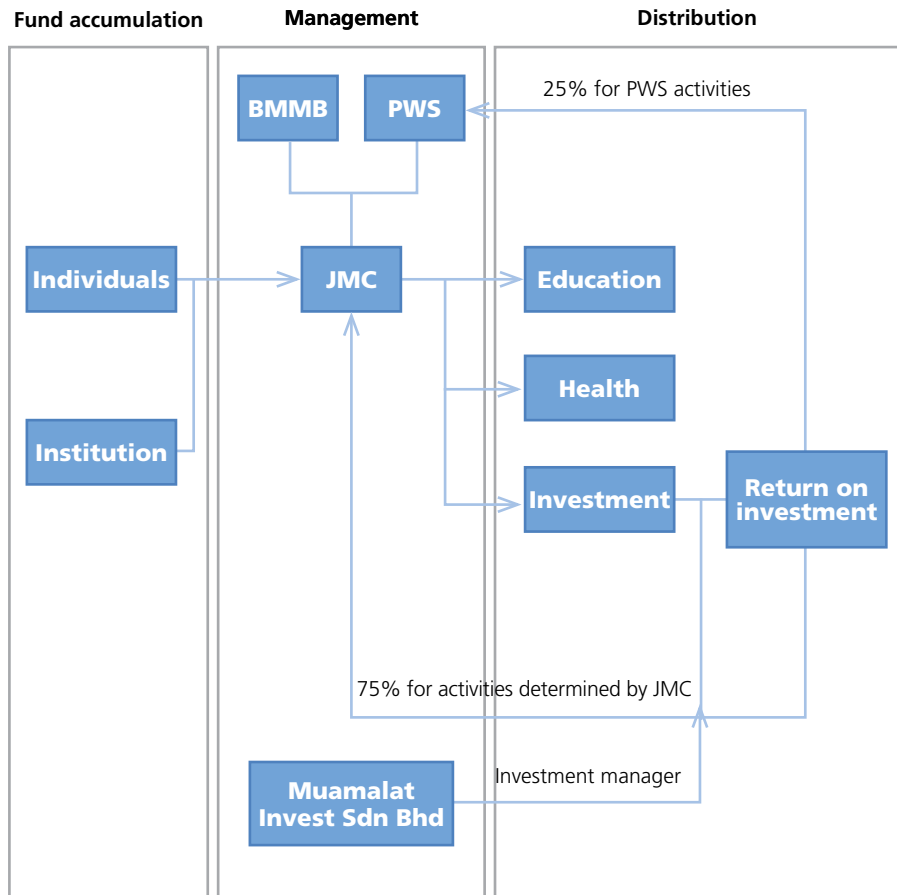 Fund accumulation
Management
Distribution
BMMB
PWS
25% for PWS activities
Individuals
JMC
Education
Health
Institution
Investment
Return on
investment
75% for activities determined by JMC
Investment manager
Muamalat
Invest Sdn Bhd